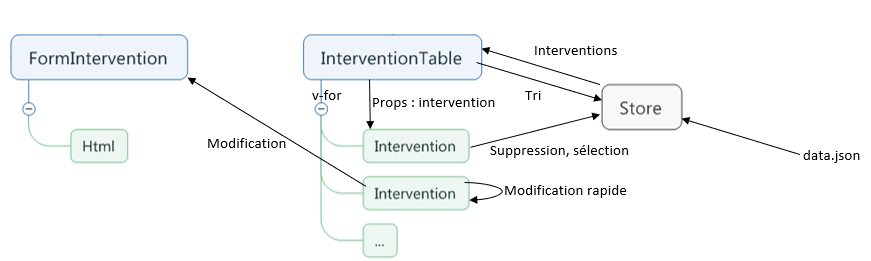 Interventions
FormIntervention
InterventionTable
v-for
Props : intervention
Tri
Store
Html
Modification
Intervention
Suppression, sélection
data.json
Intervention
Modification rapide
...